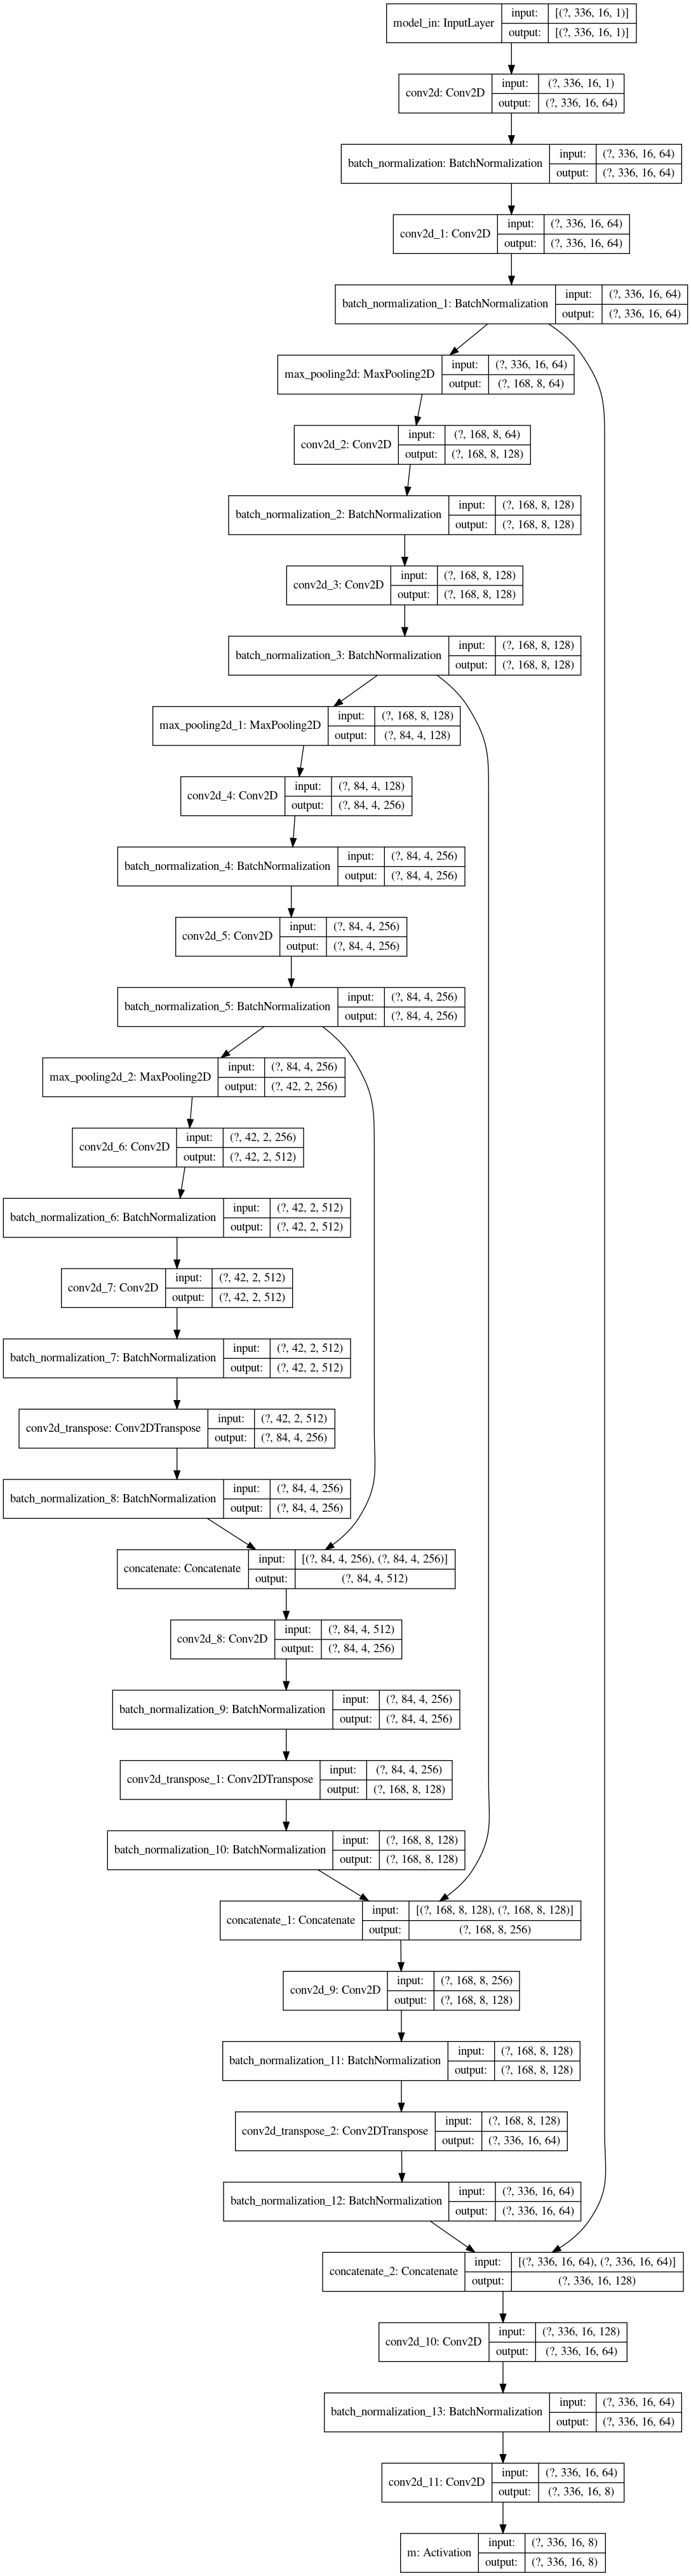 model_in: InputLayer
input: [(?, 336, 16, 1)]
output: [(?, 336, 16, 1)]
conv2d: Conv2D
input: (?, 336, 16, 1)
output: (?, 336, 16, 64)
batch_normalization: BatchNormalization
input: (?, 336, 16, 64)
output: (?, 336, 16, 64)
conv2d_1: Conv2D
input: (?, 336, 16, 64)
output: (?, 336, 16, 64)
batch_normalization_1: BatchNormalization
input: (?, 336, 16, 64)
output: (?, 336, 16, 64)
max_pooling2d: MaxPooling2D
input: (?, 336, 16, 64)
output: (?, 168, 8, 64)
conv2d_2: Conv2D
input: (?, 168, 8, 64)
output: (?, 168, 8, 128)
batch_normalization_2: BatchNormalization
input: (?, 168, 8, 128)
output: (?, 168, 8, 128)
conv2d_3: Conv2D
input: (?, 168, 8, 128)
output: (?, 168, 8, 128)
batch_normalization_3: BatchNormalization
input: (?, 168, 8, 128)
output: (?, 168, 8, 128)
max_pooling2d_1: MaxPooling2D
input: (?, 168, 8, 128)
output: (?, 84, 4, 128)
conv2d_4: Conv2D
input: (?, 84, 4, 128)
output: (?, 84, 4, 256)
batch_normalization_4: BatchNormalization
input: (?, 84, 4, 256)
output: (?, 84, 4, 256)
conv2d_5: Conv2D
input: (?, 84, 4, 256)
output: (?, 84, 4, 256)
batch_normalization_5: BatchNormalization
input: (?, 84, 4, 256)
output: (?, 84, 4, 256)
max_pooling2d_2: MaxPooling2D
input: (?, 84, 4, 256)
output: (?, 42, 2, 256)
conv2d_6: Conv2D
input: (?, 42, 2, 256)
output: (?, 42, 2, 512)
batch_normalization_6: BatchNormalization
input: (?, 42, 2, 512)
output: (?, 42, 2, 512)
conv2d_7: Conv2D
input: (?, 42, 2, 512)
output: (?, 42, 2, 512)
batch_normalization_7: BatchNormalization
input: (?, 42, 2, 512)
output: (?, 42, 2, 512)
conv2d_transpose: Conv2DTranspose
input: (?, 42, 2, 512)
output: (?, 84, 4, 256)
batch_normalization_8: BatchNormalization
input: (?, 84, 4, 256)
output: (?, 84, 4, 256)
concatenate: Concatenate
input: [(?, 84, 4, 256), (?, 84, 4, 256)]
output: (?, 84, 4, 512)
conv2d_8: Conv2D
input: (?, 84, 4, 512)
output: (?, 84, 4, 256)
batch_normalization_9: BatchNormalization
input: (?, 84, 4, 256)
output: (?, 84, 4, 256)
conv2d_transpose_1: Conv2DTranspose
input: (?, 84, 4, 256)
output: (?, 168, 8, 128)
batch_normalization_10: BatchNormalization
input: (?, 168, 8, 128)
output: (?, 168, 8, 128)
concatenate_1: Concatenate
input: [(?, 168, 8, 128), (?, 168, 8, 128)]
output: (?, 168, 8, 256)
conv2d_9: Conv2D
input: (?, 168, 8, 256)
output: (?, 168, 8, 128)
batch_normalization_11: BatchNormalization
input: (?, 168, 8, 128)
output: (?, 168, 8, 128)
conv2d_transpose_2: Conv2DTranspose
input: (?, 168, 8, 128)
output: (?, 336, 16, 64)
batch_normalization_12: BatchNormalization
input: (?, 336, 16, 64)
output: (?, 336, 16, 64)
concatenate_2: Concatenate
input: [(?, 336, 16, 64), (?, 336, 16, 64)]
output: (?, 336, 16, 128)
conv2d_10: Conv2D
input: (?, 336, 16, 128)
output: (?, 336, 16, 64)
batch_normalization_13: BatchNormalization
input: (?, 336, 16, 64)
output: (?, 336, 16, 64)
conv2d_11: Conv2D
input: (?, 336, 16, 64)
output: (?, 336, 16, 8)
m: Activation
input: (?, 336, 16, 8)
output: (?, 336, 16, 8)